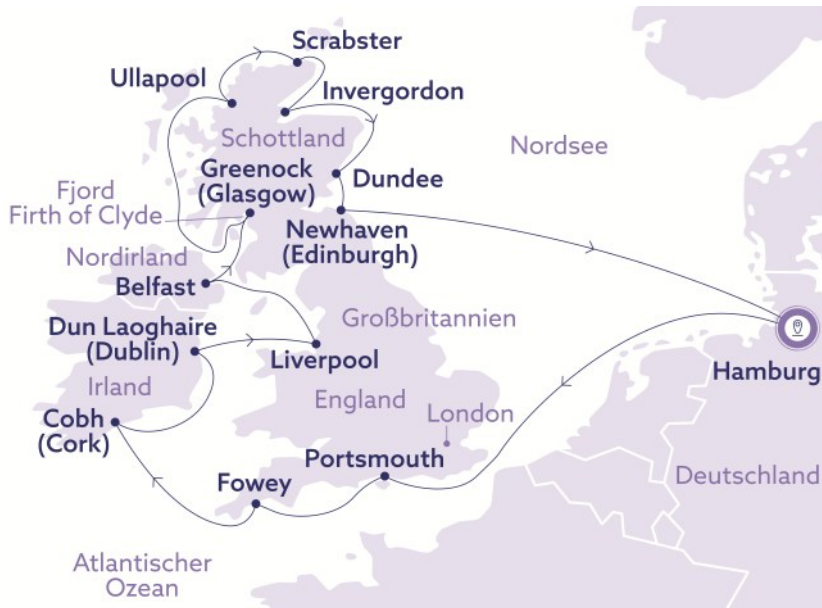 Scrabster
Ullapool
Invergordon
Schottland
Nordsee
Greenock
(Glasgow)
Dundee
Fjord
Firth of Clyde
Newhaven
(Edinburgh)
Nordirland
Belfast
Dun Laoghaire
(Dublin)
Großbritannien
Liverpool
Hamburg
Irland
England
London
Cobh
(Cork)
Portsmouth
Fowey
Deutschland
Atlantischer
Ozean